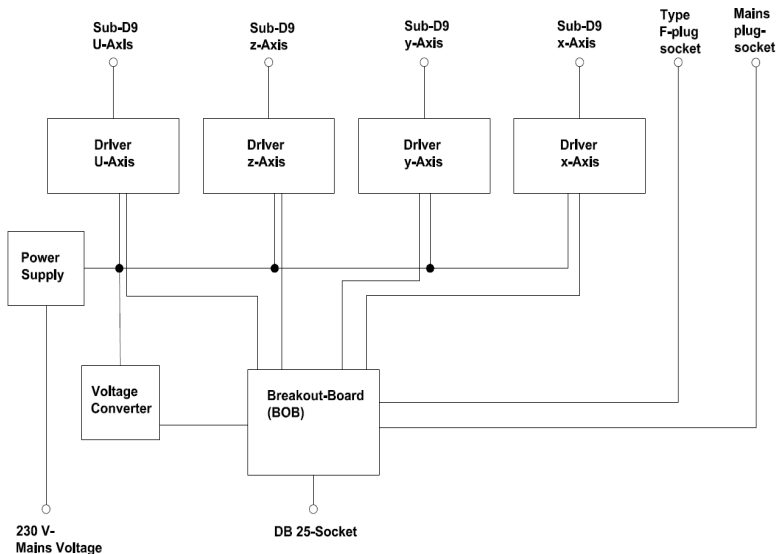 Sub-D9
U-AxIs
Sub-D9
z-Axis
Sub-D9
y-Axis
Sub-D9
x-Axis
Type
F-plug
socket
Mains
plug-
socket
Driver
U-Axis
Driver
z-Axis
Driver
y-Axis
Driver
x-Axis
Power
Supply
Voltage
Converter
Breakout-Board
(BOB)
230 V-
Mains Voltage
DB 25-Socket